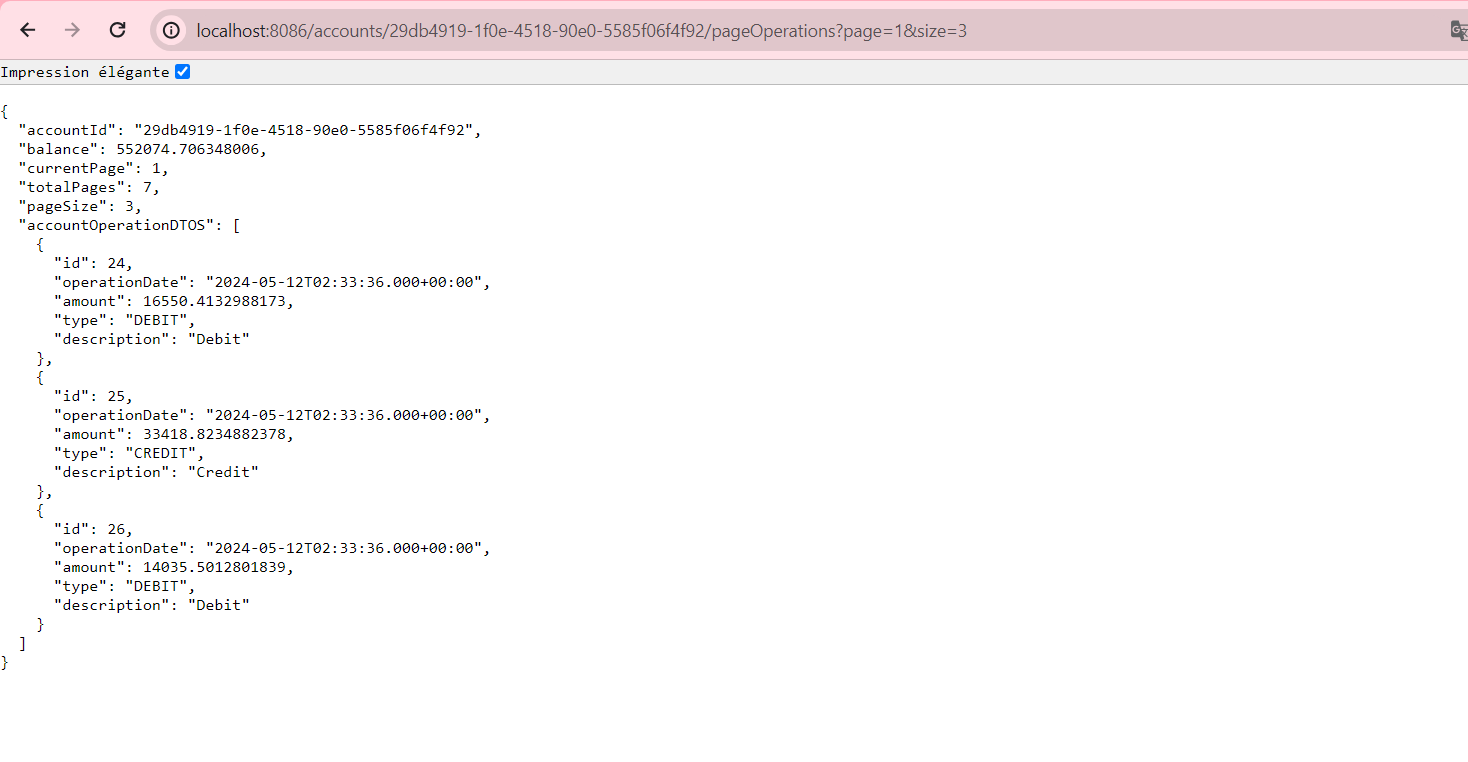 localhost:8086/accounts/29db4919-1f0e-4518-90e0-5585f06f4f92/pageOperations?page=1&size=3
Impression élégante
{
  "accountId": "29db4919-1f0e-4518-90e0-5585f06f4f92",
  "balance": 552074.706348006,
  "currentPage": 1,
  "totalPages": 7,
  "pageSize": 3,
  "accountOperationDTOS": [
    {
      "id": 24,
      "operationDate": "2024-05-12T02:33:36.000+00:00",
      "amount": 16550.4132988173,
      "type": "DEBIT",
      "description": "Debit"
    },
    {
      "id": 25,
      "operationDate": "2024-05-12T02:33:36.000+00:00",
      "amount": 33418.8234882378,
      "type": "CREDIT",
      "description": "Credit"
    },
    {
      "id": 26,
      "operationDate": "2024-05-12T02:33:36.000+00:00",
      "amount": 14035.5012801839,
      "type": "DEBIT",
      "description": "Debit"
    }
  ]
}